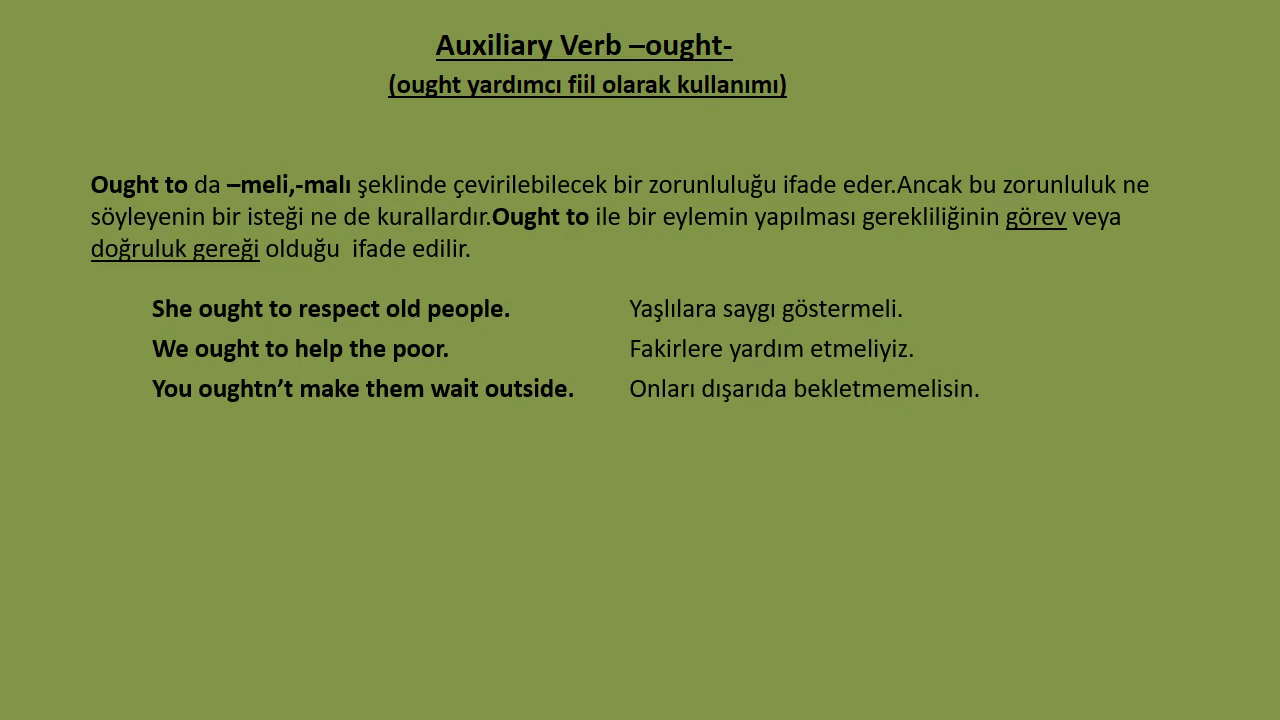 Auxiliary Verb –ought-
(ought yardımcı fiil olarak kullanımı)
Ought to da –meli,-malı şeklinde çevirilebilecek bir zorunluluğu ifade eder.Ancak bu zorunluluk ne
söyleyenin bir isteği ne de kurallardır.Ought to ile bir eylemin yapılması gerekliliğinin görev veya
doğruluk gereği olduğu  ifade edilir.
She ought to respect old people. Yaşlılara saygı göstermeli.
We ought to help the poor. Fakirlere yardım etmeliyiz.
You oughtn’t make them wait outside. Onları dışarıda bekletmemelisin.